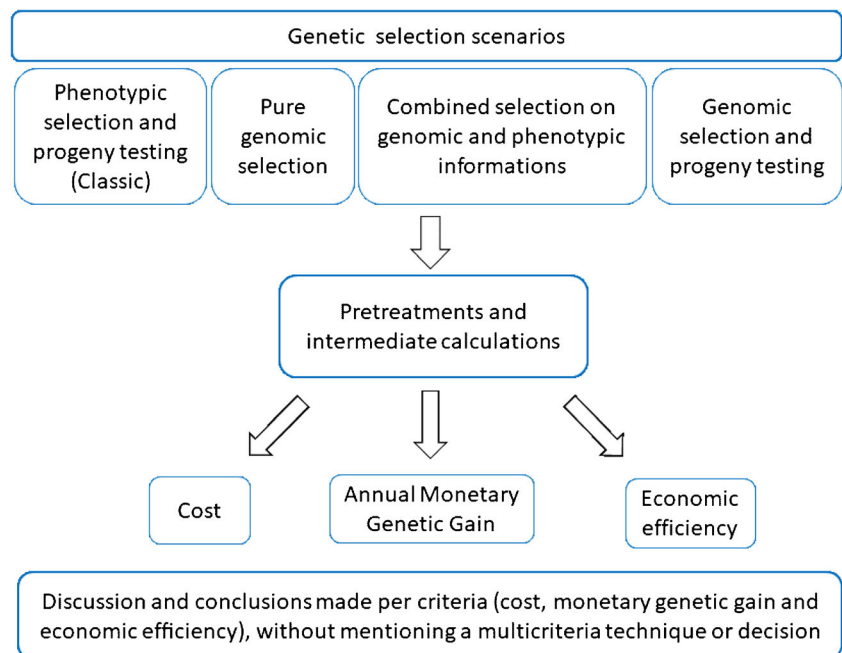 Genetic selection scenarios
Phenotypic
selection and
progeny testing
(Classic)
Pure
genomic
selection
Combined selection on
genomic and phenotypic
informations
Genomic
selection and
progeny testing
Pretreatments and
intermediate calculations
Cost
Annual Monetary
Genetic Gain
Economic
efficiency
Discussion and conclusions made per criteria (cost, monetary genetic gain and
economic efficiency), without mentioning a multicriteria technique or decision